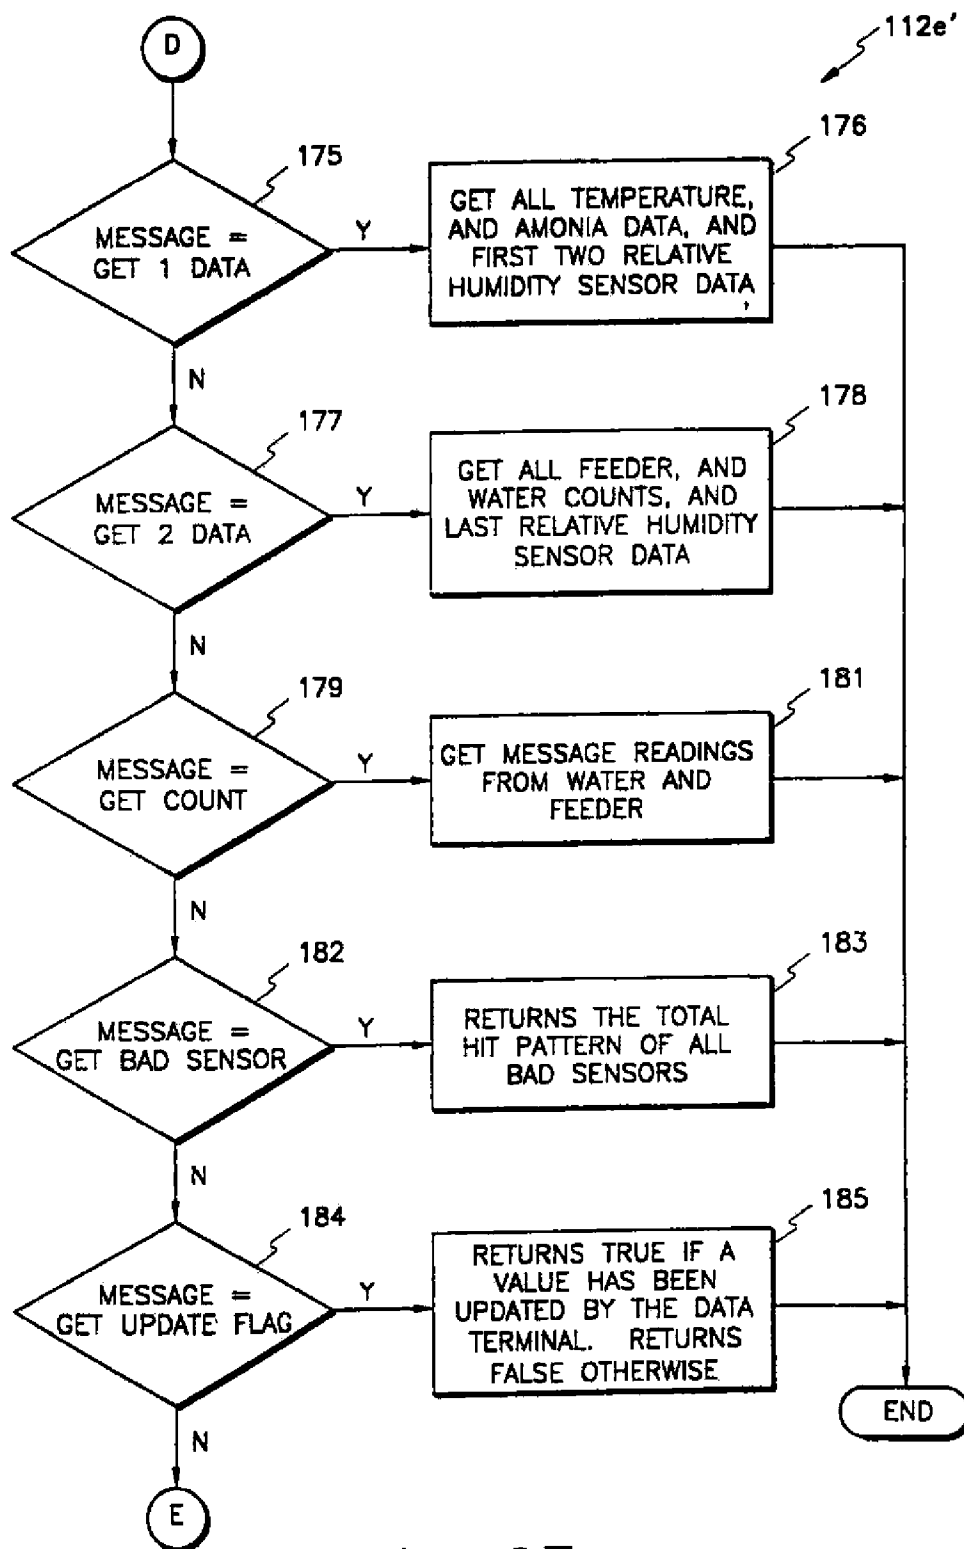 D
112e'
175
MESSAGE =
GET 1 DATA
Y
176
GET ALL TEMPERATURE,
AND AMONIA DATA, AND
FIRST TWO RELATIVE
HUMIDITY SENSOR DATA
N
177
MESSAGE =
GET 2 DATA
Y
178
GET ALL FEEDER, AND
WATER COUNTS, AND
LAST RELATIVE HUMIDITY
SENSOR DATA
N
179
MESSAGE =
GET COUNT
Y
181
GET MESSAGE READINGS
FROM WATER AND
FEEDER
N
182
MESSAGE =
GET BAD SENSOR
Y
183
RETURNS THE TOTAL
HIT PATTERN OF ALL
BAD SENSORS
N
184
MESSAGE =
GET UPDATE FLAG
Y
185
RETURNS TRUE IF A
VALUE HAS BEEN
UPDATED BY THE DATA
TERMINAL. RETURNS
FALSE OTHERWISE
END
N
E